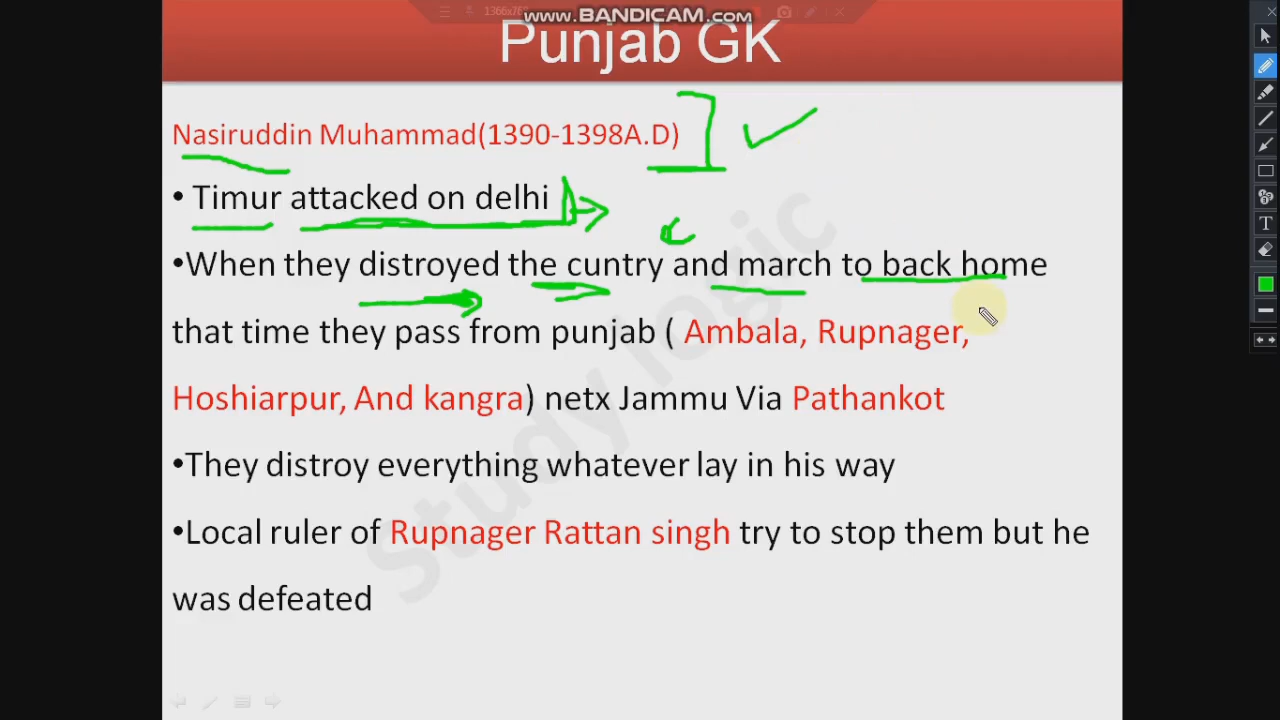 1366x768
www.BANDICAM.com
Punjab GK
Nasiruddin Muhammad(1390-1398A.D)
• Timur attacked on delhi
•When they distroyed the cuntry and march to back home
that time they pass from punjab ( Ambala, Rupnager,
Hoshiarpur, And kangra) netx Jammu Via Pathankot
•They distroy everything whatever lay in his way
•Local ruler of Rupnager Rattan singh try to stop them but he
was defeated
Study logic
T